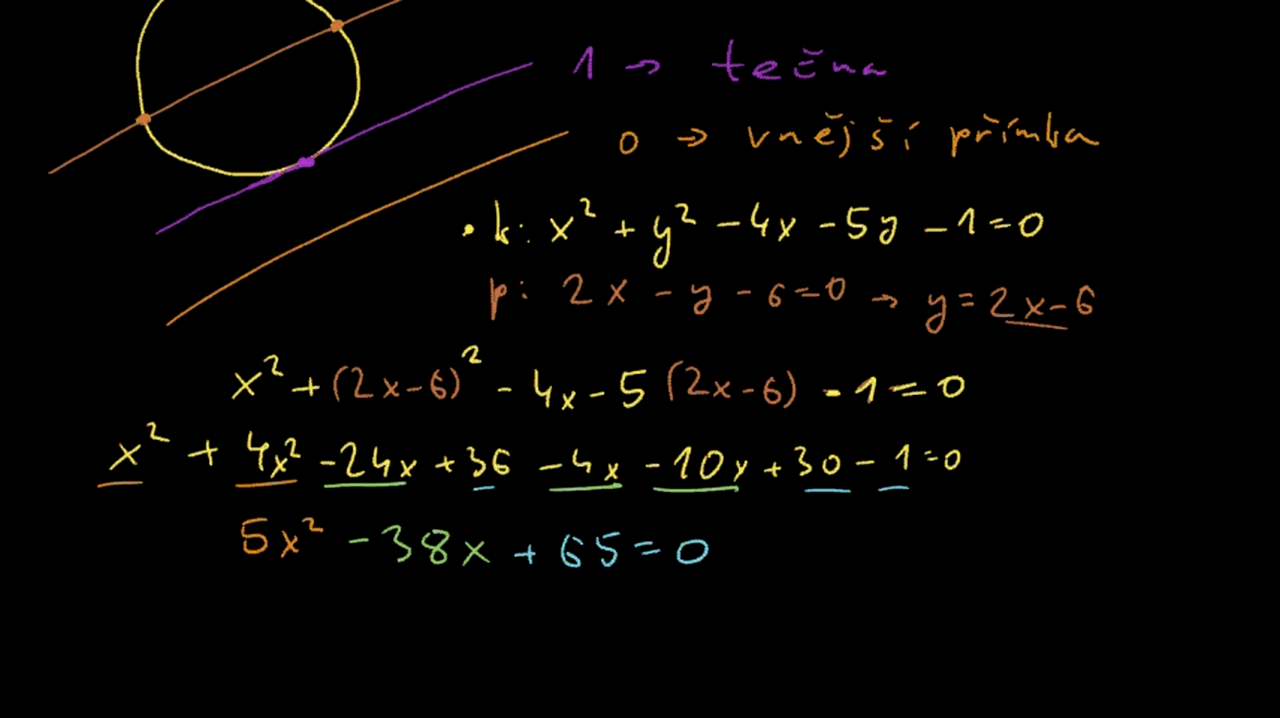 1 → tečna
0 → vnější přímka
• k: x² + y² - 4x - 5y - 1 = 0
p: 2x - y - 6 = 0 → y = 2x - 6
x² + (2x - 6)² - 4x - 5(2x - 6) - 1 = 0
x² + 4x² - 24x + 36 - 4x - 10x + 30 - 1 = 0
5x² - 38x + 65 = 0